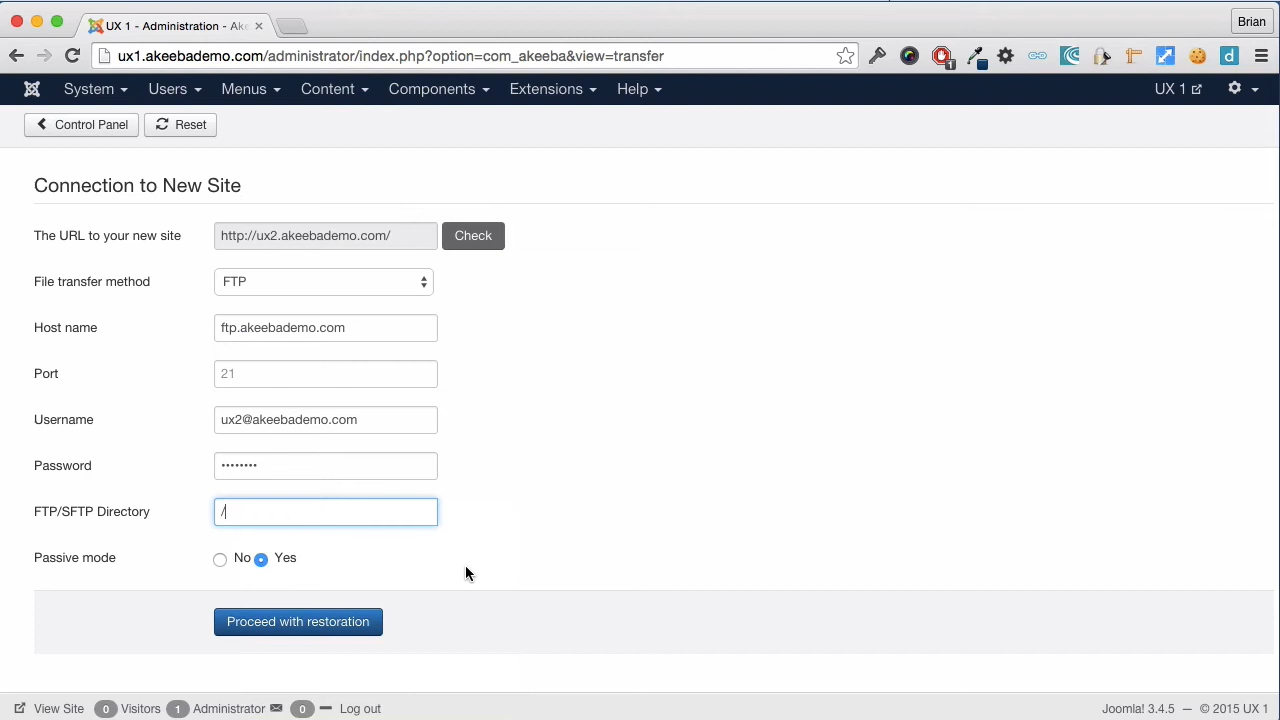 UX 1 - Administration - Ake
Brian
ux1.akeebademo.com/administrator/index.php?option=com_akeeba&view=transfer
1
d
System Users Menus Content Components Extensions Help UX 1
Control Panel Reset
Connection to New Site
The URL to your new site http://ux2.akeebademo.com/ Check
File transfer method FTP
Host name ftp.akeebademo.com
Port 21
Username ux2@akeebademo.com
Password ••••••••
FTP/SFTP Directory /
Passive mode No Yes
Proceed with restoration
View Site 0 Visitors 1 Administrator 0 Log out Joomla! 3.4.5 — © 2015 UX 1